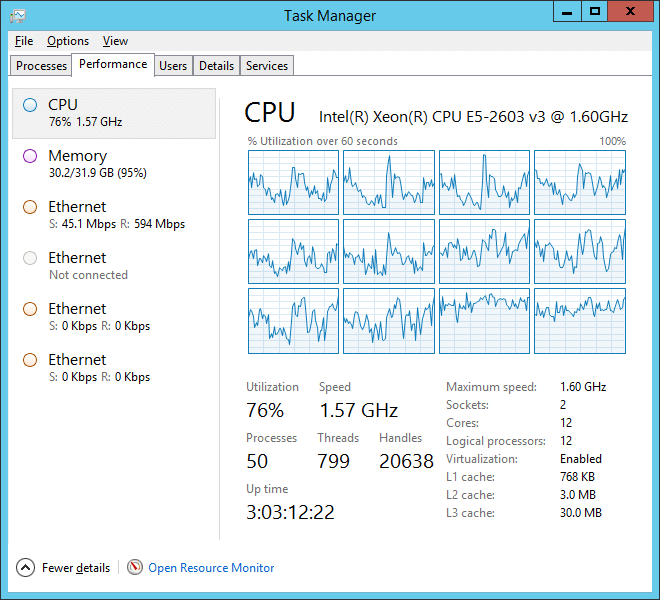 Task Manager
File Options View
Processes Performance Users Details Services
CPU
76% 1.57 GHz
Memory
30.2/31.9 GB (95%)
Ethernet
S: 45.1 Mbps R: 594 Mbps
Ethernet
Not connected
Ethernet
S: 0 Kbps R: 0 Kbps
Ethernet
S: 0 Kbps R: 0 Kbps
CPU Intel(R) Xeon(R) CPU E5-2603 v3 @ 1.60GHz
% Utilization over 60 seconds 100%
Utilization Speed
76% 1.57 GHz
Processes Threads Handles
50 799 20638
Up time
3:03:12:22
Maximum speed: 1.60 GHz
Sockets: 2
Cores: 12
Logical processors: 12
Virtualization: Enabled
L1 cache: 768 KB
L2 cache: 3.0 MB
L3 cache: 30.0 MB
Fewer details Open Resource Monitor